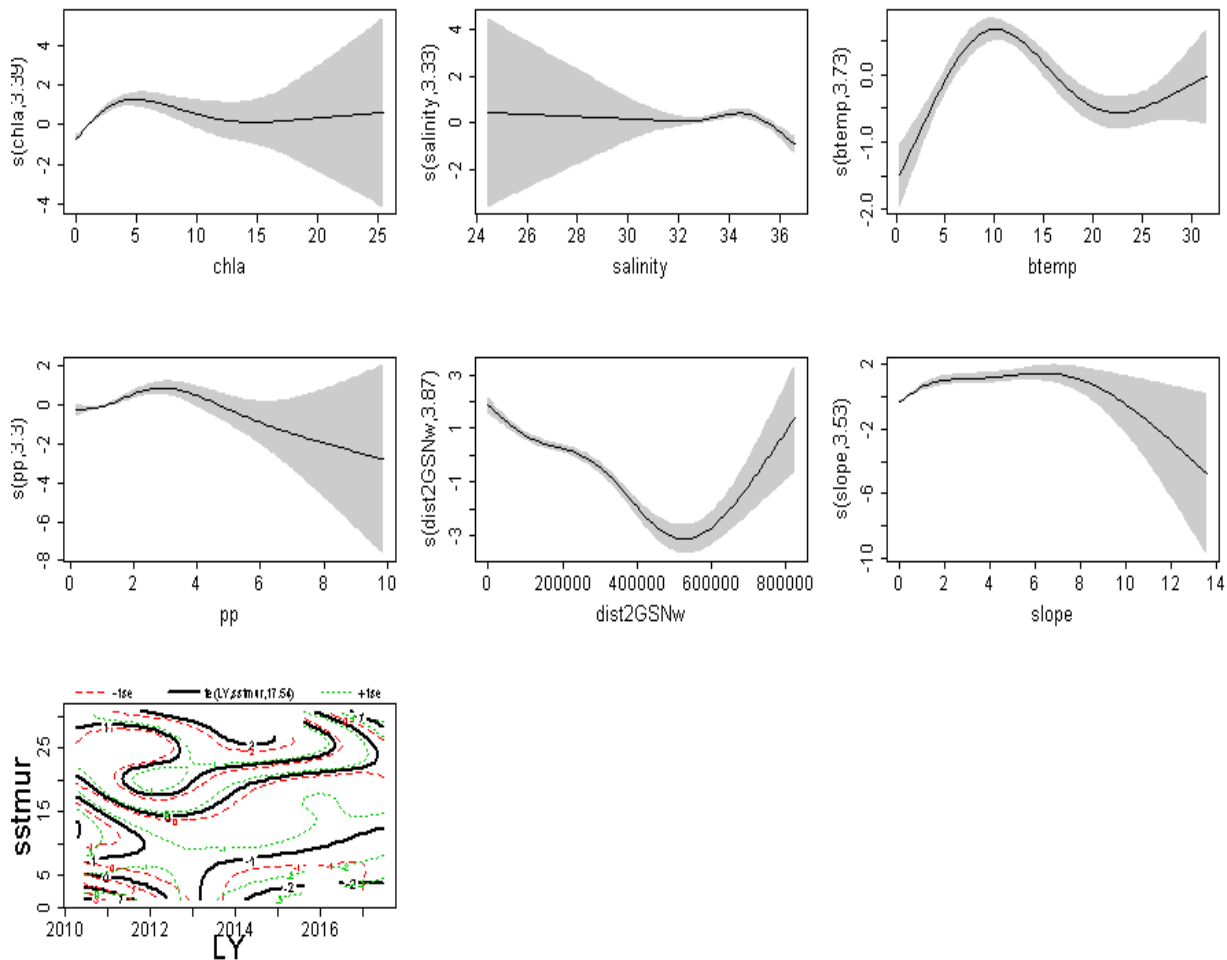 s(chla,3.39)
4
2
0
-2
-4
0 5 10 15 20 25
chla
s(salinity,3.33)
4
2
0
-2
24 26 28 30 32 34 36
salinity
s(btemp,3.73)
0.0
-1.0
-2.0
0 5 10 15 20 25 30
btemp
s(pp,3.3)
2
0
-2
-4
-6
-8
0 2 4 6 8 10
pp
s(dist2GSNw,3.87)
3
1
-1
-3
0 200000 400000 600000 800000
dist2GSNw
s(slope,3.53)
2
-2
-6
-10
0 2 4 6 8 10 12 14
slope
-1se te(LY,sstmur,17.54) +1se
sstmur
25
15
5
0
2010 2012 2014 2016
LY